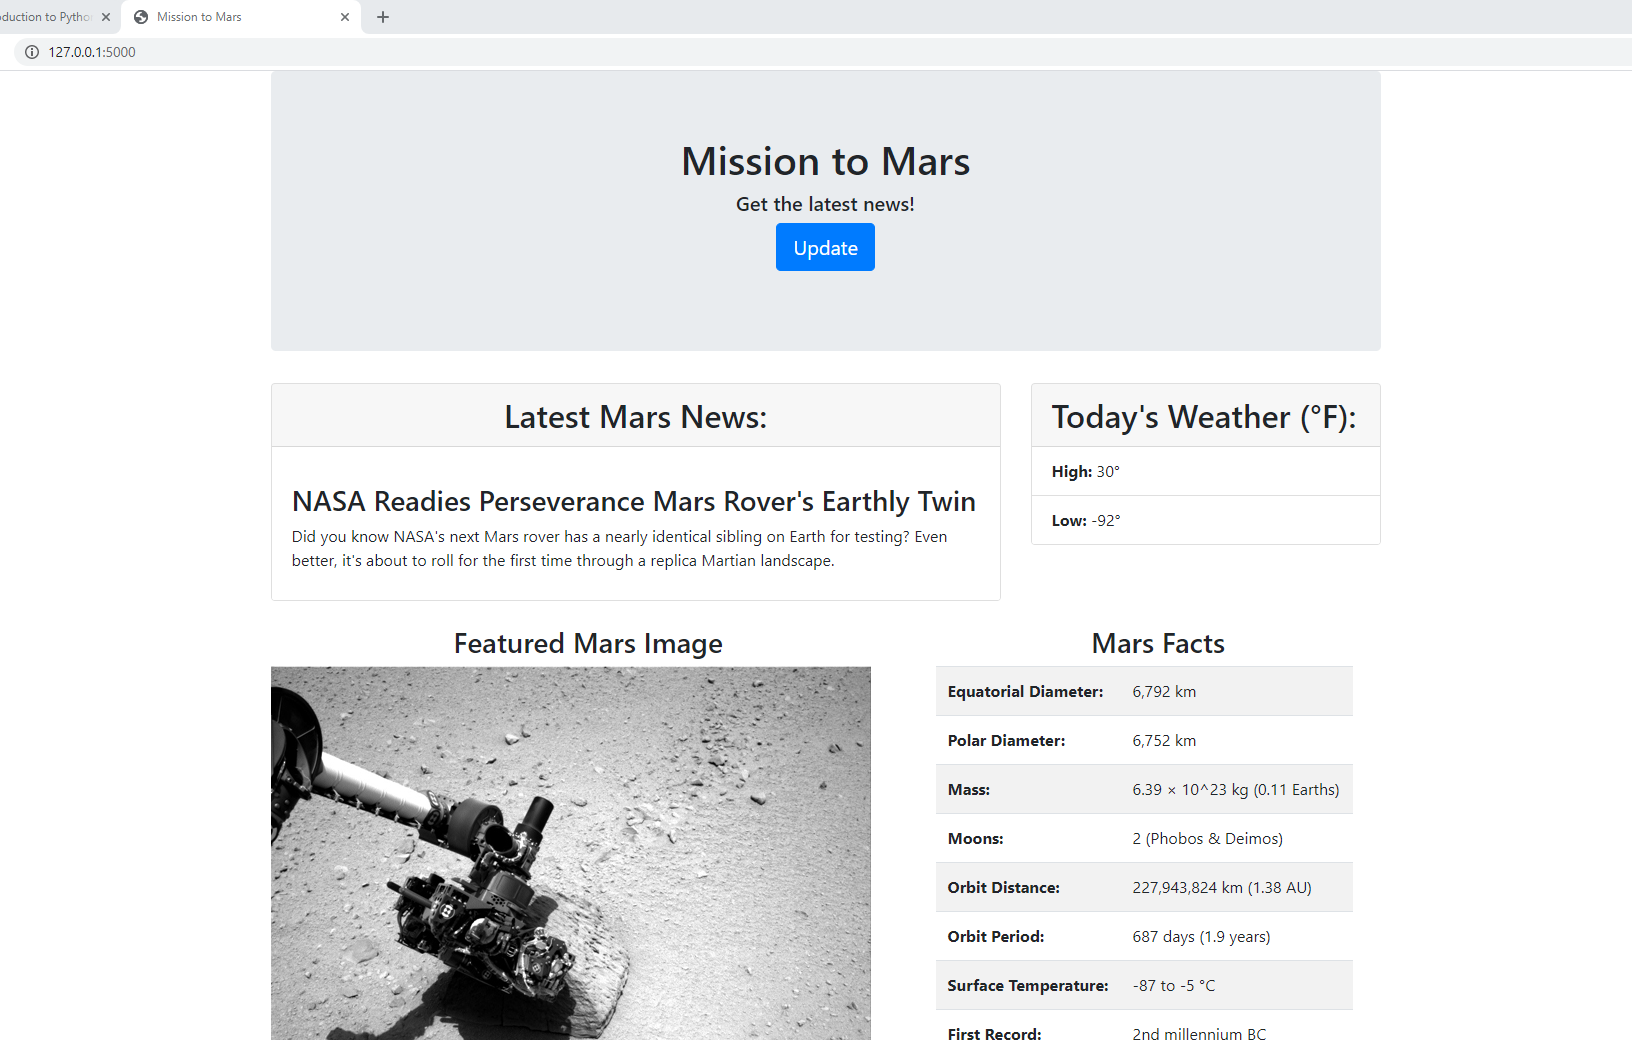 duction to Pytho
Mission to Mars
127.0.0.1:5000
Mission to Mars
Get the latest news!
Update
Latest Mars News:
NASA Readies Perseverance Mars Rover's Earthly Twin
Did you know NASA's next Mars rover has a nearly identical sibling on Earth for testing? Even
better, it's about to roll for the first time through a replica Martian landscape.
Today's Weather (°F):
High: 30°
Low: -92°
Featured Mars Image
Mars Facts
Equatorial Diameter: 6,792 km
Polar Diameter: 6,752 km
Mass: 6.39 × 10^23 kg (0.11 Earths)
Moons: 2 (Phobos & Deimos)
Orbit Distance: 227,943,824 km (1.38 AU)
Orbit Period: 687 days (1.9 years)
Surface Temperature: -87 to -5 °C
First Record: 2nd millennium BC